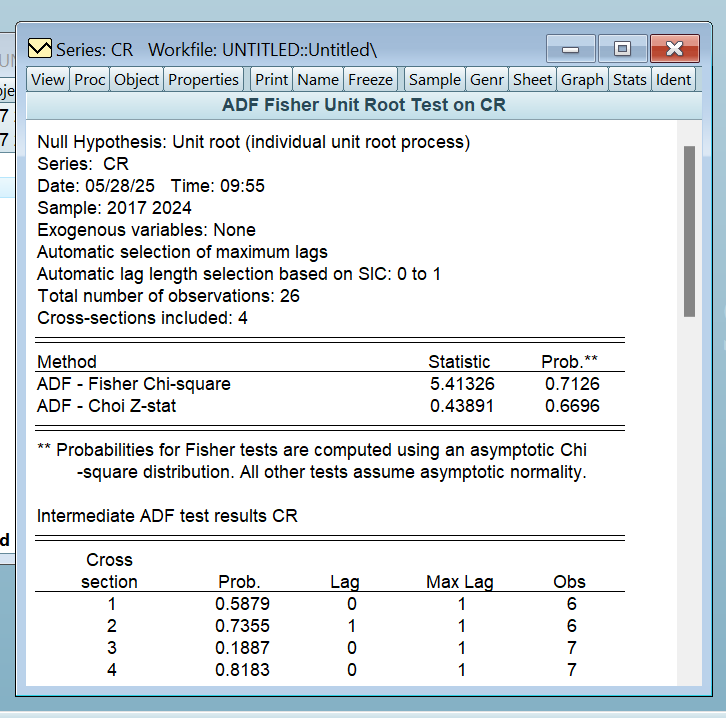 Series: CR Workfile: UNTITLED::Untitled\
View Proc Object Properties Print Name Freeze Sample Genr Sheet Graph Stats Ident
ADF Fisher Unit Root Test on CR
Null Hypothesis: Unit root (individual unit root process)
Series: CR
Date: 05/28/25 Time: 09:55
Sample: 2017 2024
Exogenous variables: None
Automatic selection of maximum lags
Automatic lag length selection based on SIC: 0 to 1
Total number of observations: 26
Cross-sections included: 4
Method Statistic Prob.**
ADF - Fisher Chi-square 5.41326 0.7126
ADF - Choi Z-stat 0.43891 0.6696
** Probabilities for Fisher tests are computed using an asymptotic Chi
-square distribution. All other tests assume asymptotic normality.
Intermediate ADF test results CR
Cross
section Prob. Lag Max Lag Obs
1 0.5879 0 1 6
2 0.7355 1 1 6
3 0.1887 0 1 7
4 0.8183 0 1 7